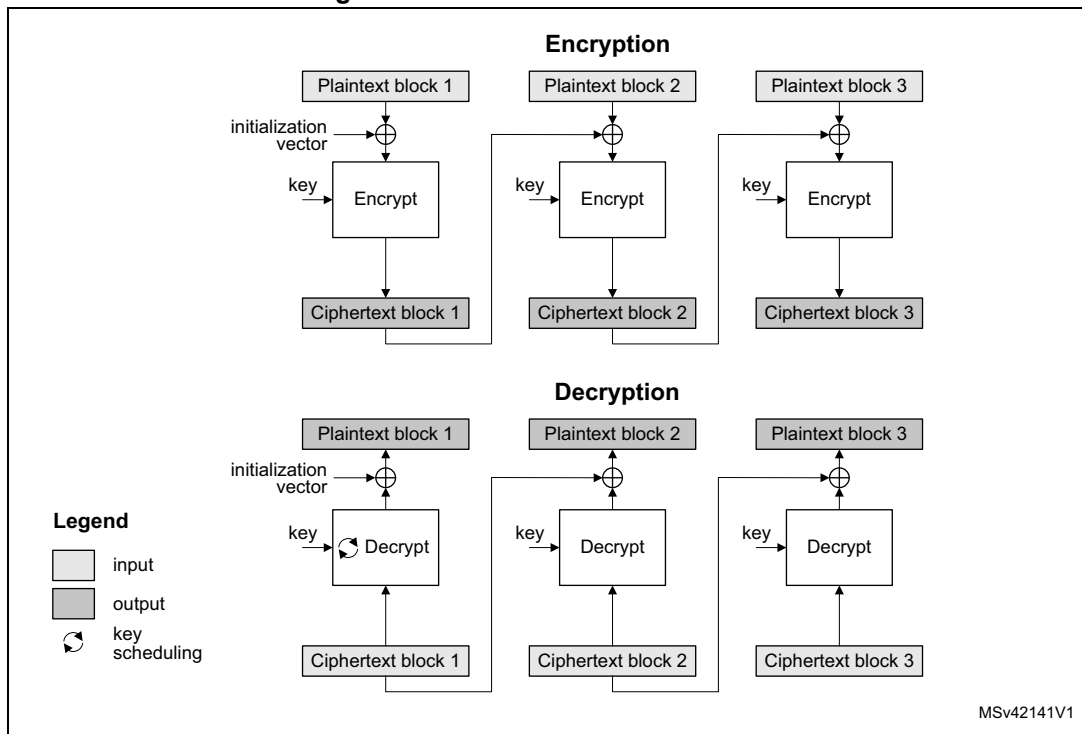 Encryption
Plaintext block 1
Plaintext block 2
Plaintext block 3
initialization
vector
key
Encrypt
key
Encrypt
key
Encrypt
Ciphertext block 1
Ciphertext block 2
Ciphertext block 3
Decryption
Plaintext block 1
Plaintext block 2
Plaintext block 3
initialization
vector
key
Decrypt
key
Decrypt
key
Decrypt
Legend
input
output
key
scheduling
Ciphertext block 1
Ciphertext block 2
Ciphertext block 3
MSv42141V1